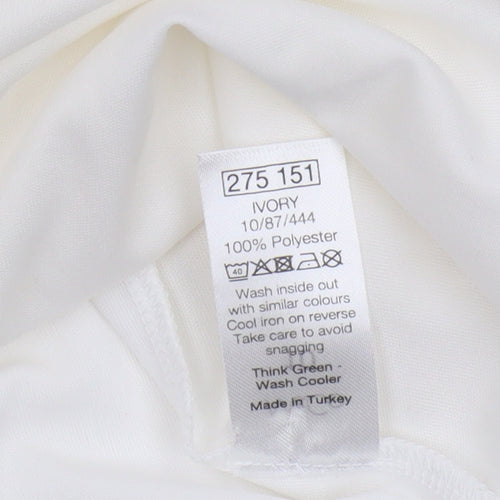 275 151
IVORY
10/87/444
100% Polyester
40
Wash inside out
with similar colours
Cool iron on reverse
Take care to avoid
snagging
Think Green -
Wash Cooler
Made in Turkey